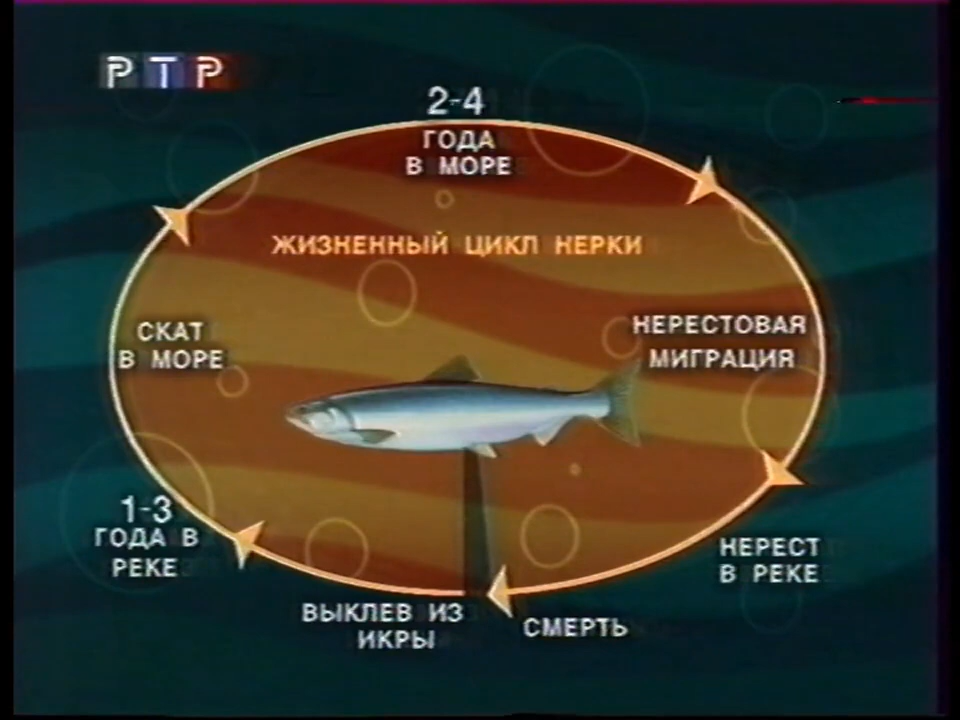 РТР
2-4
ГОДА
В МОРЕ
ЖИЗНЕННЫЙ ЦИКЛ НЕРКИ
СКАТ
В МОРЕ
НЕРЕСТОВАЯ
МИГРАЦИЯ
1-3
ГОДА В
РЕКЕ
НЕРЕСТ
В РЕКЕ
ВЫКЛЕВ ИЗ
ИКРЫ
СМЕРТЬ